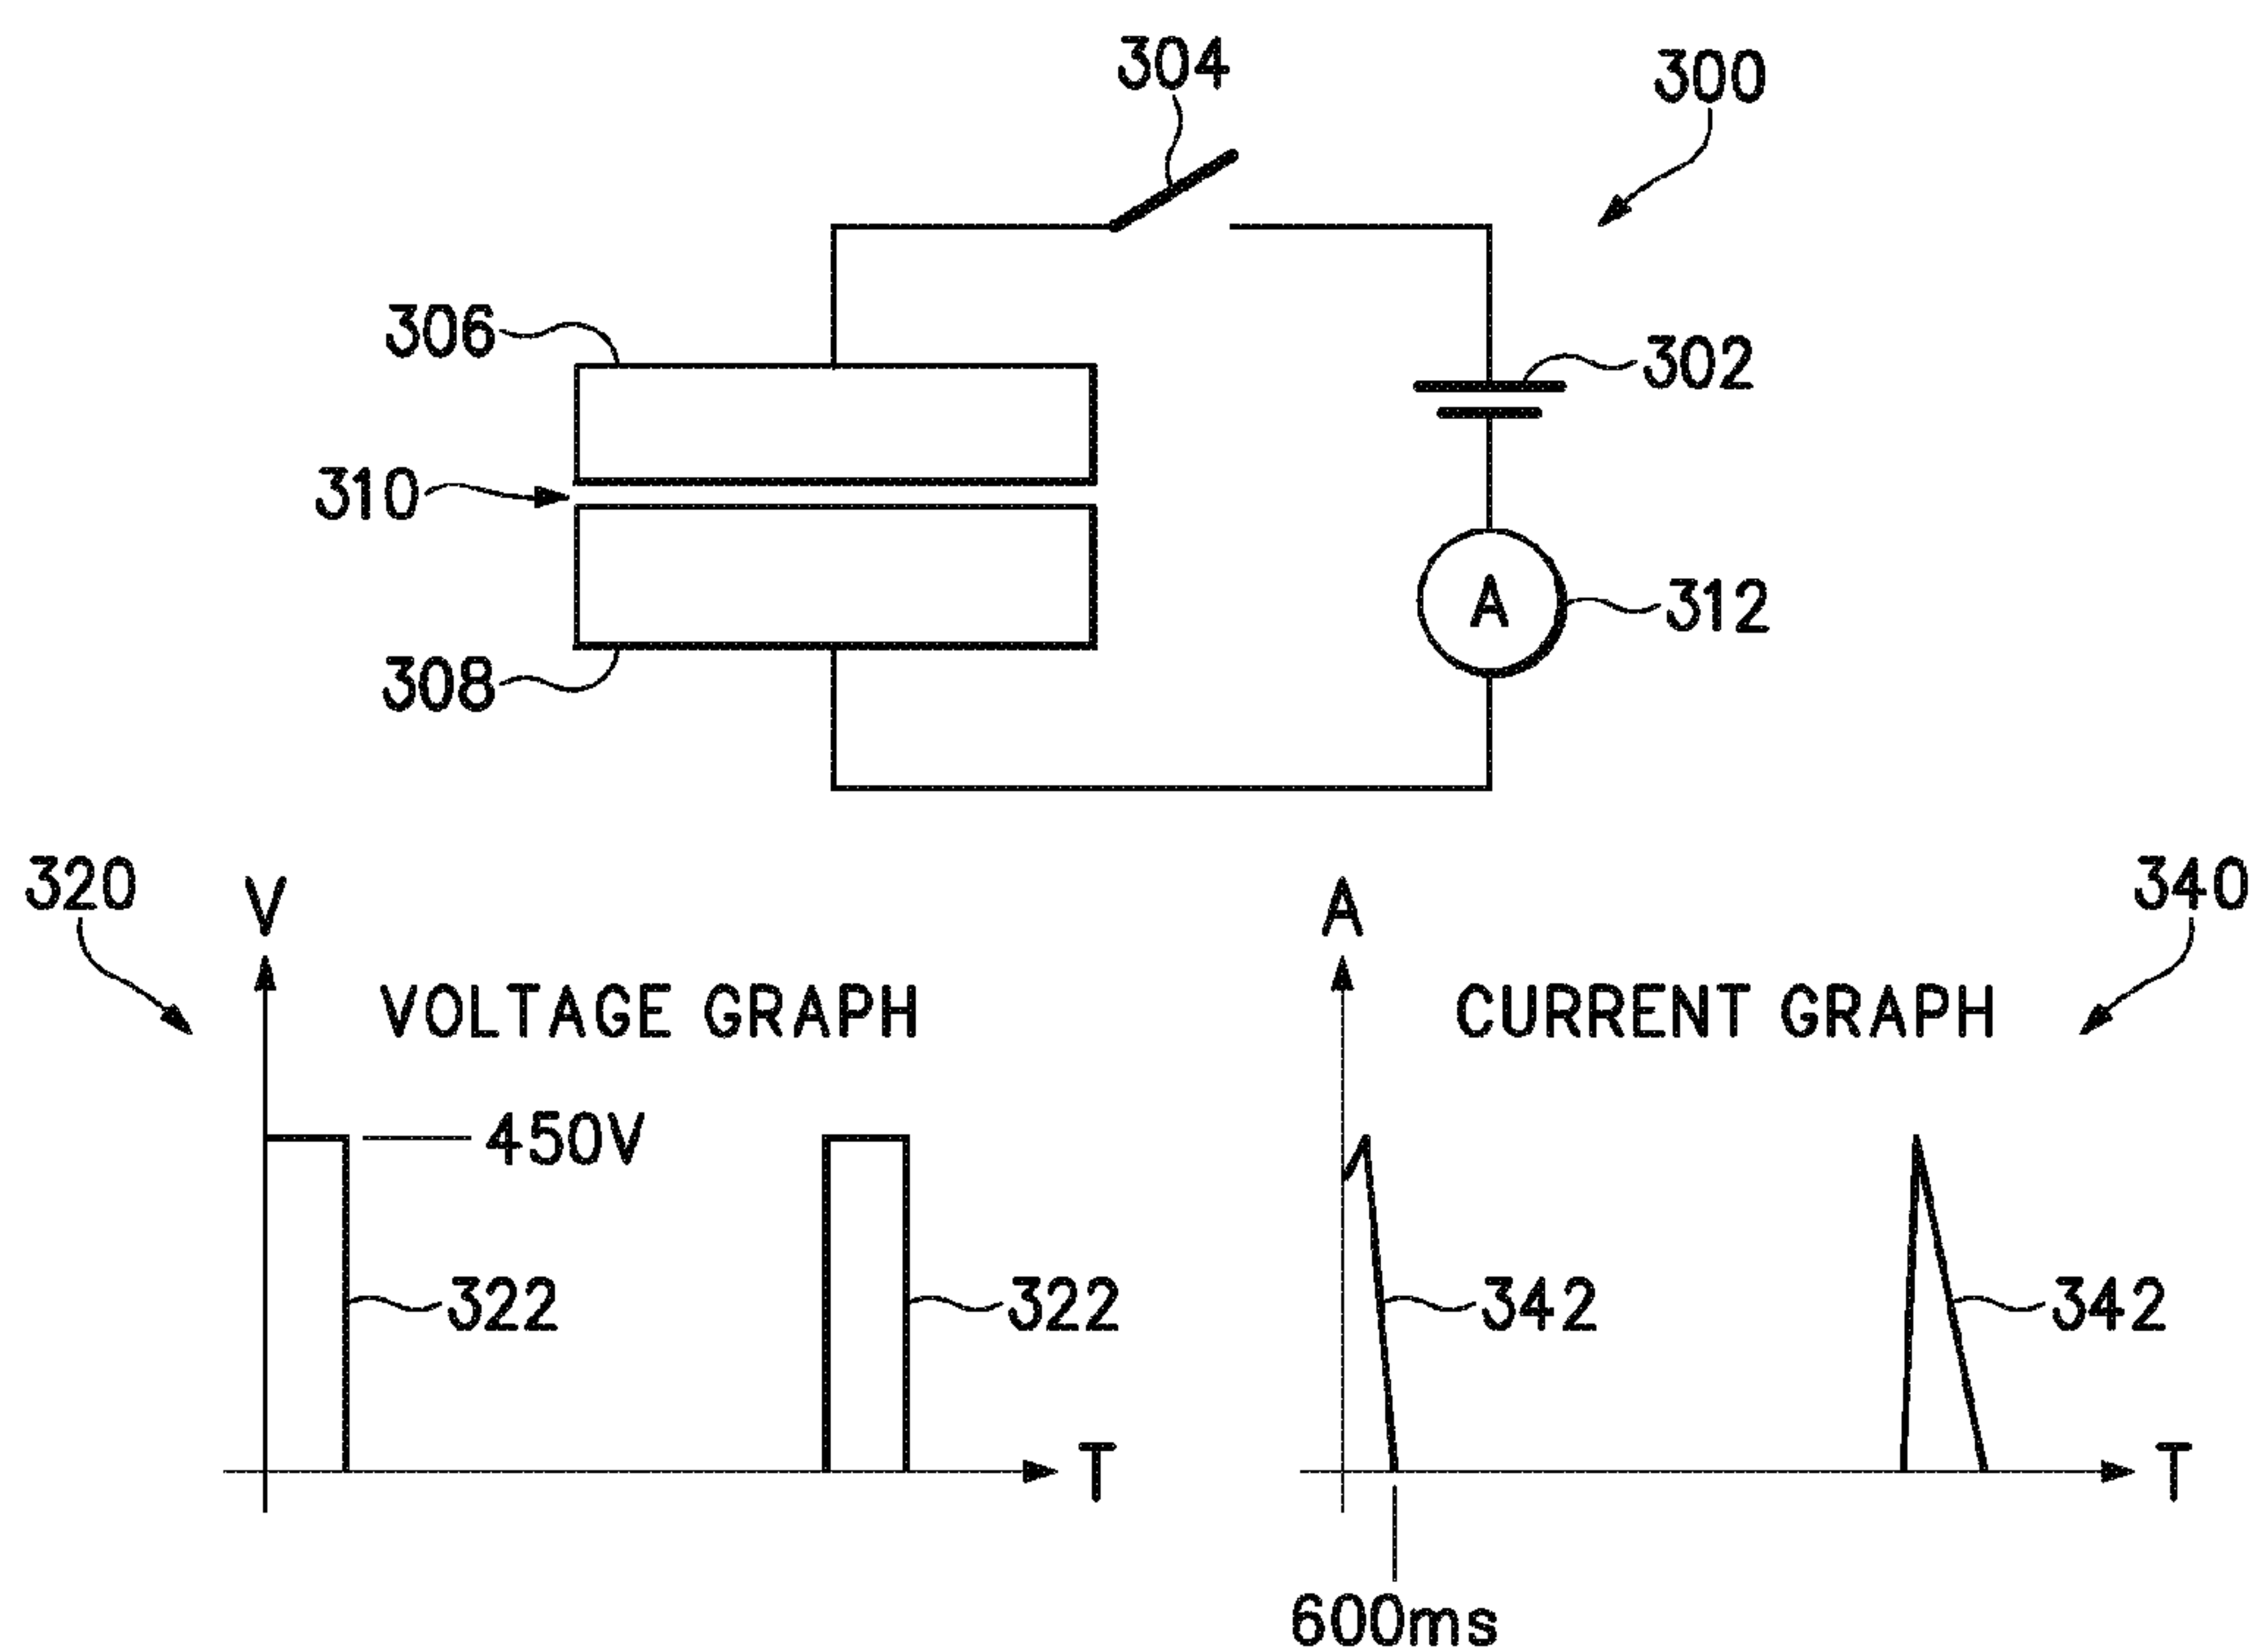 304
300
306
302
310
A
312
308
320
V
A
340
VOLTAGE GRAPH
CURRENT GRAPH
450V
322
322
342
342
T
T
600ms